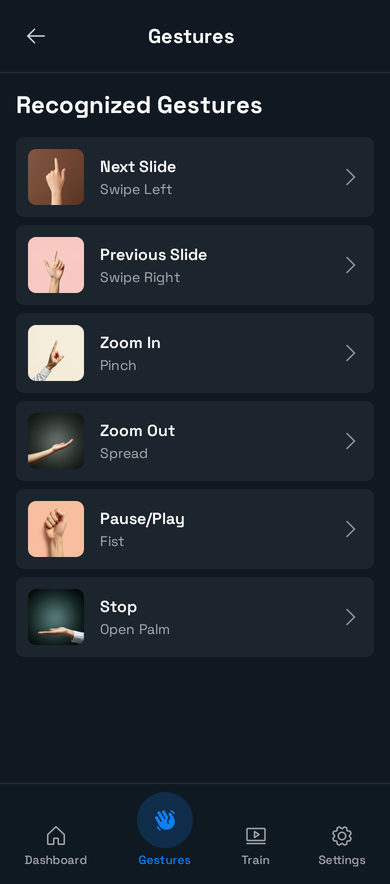 Gestures
Recognized Gestures
Next Slide
Swipe Left
Previous Slide
Swipe Right
Zoom In
Pinch
Zoom Out
Spread
Pause/Play
Fist
Stop
Open Palm
Dashboard
Gestures
Train
Settings